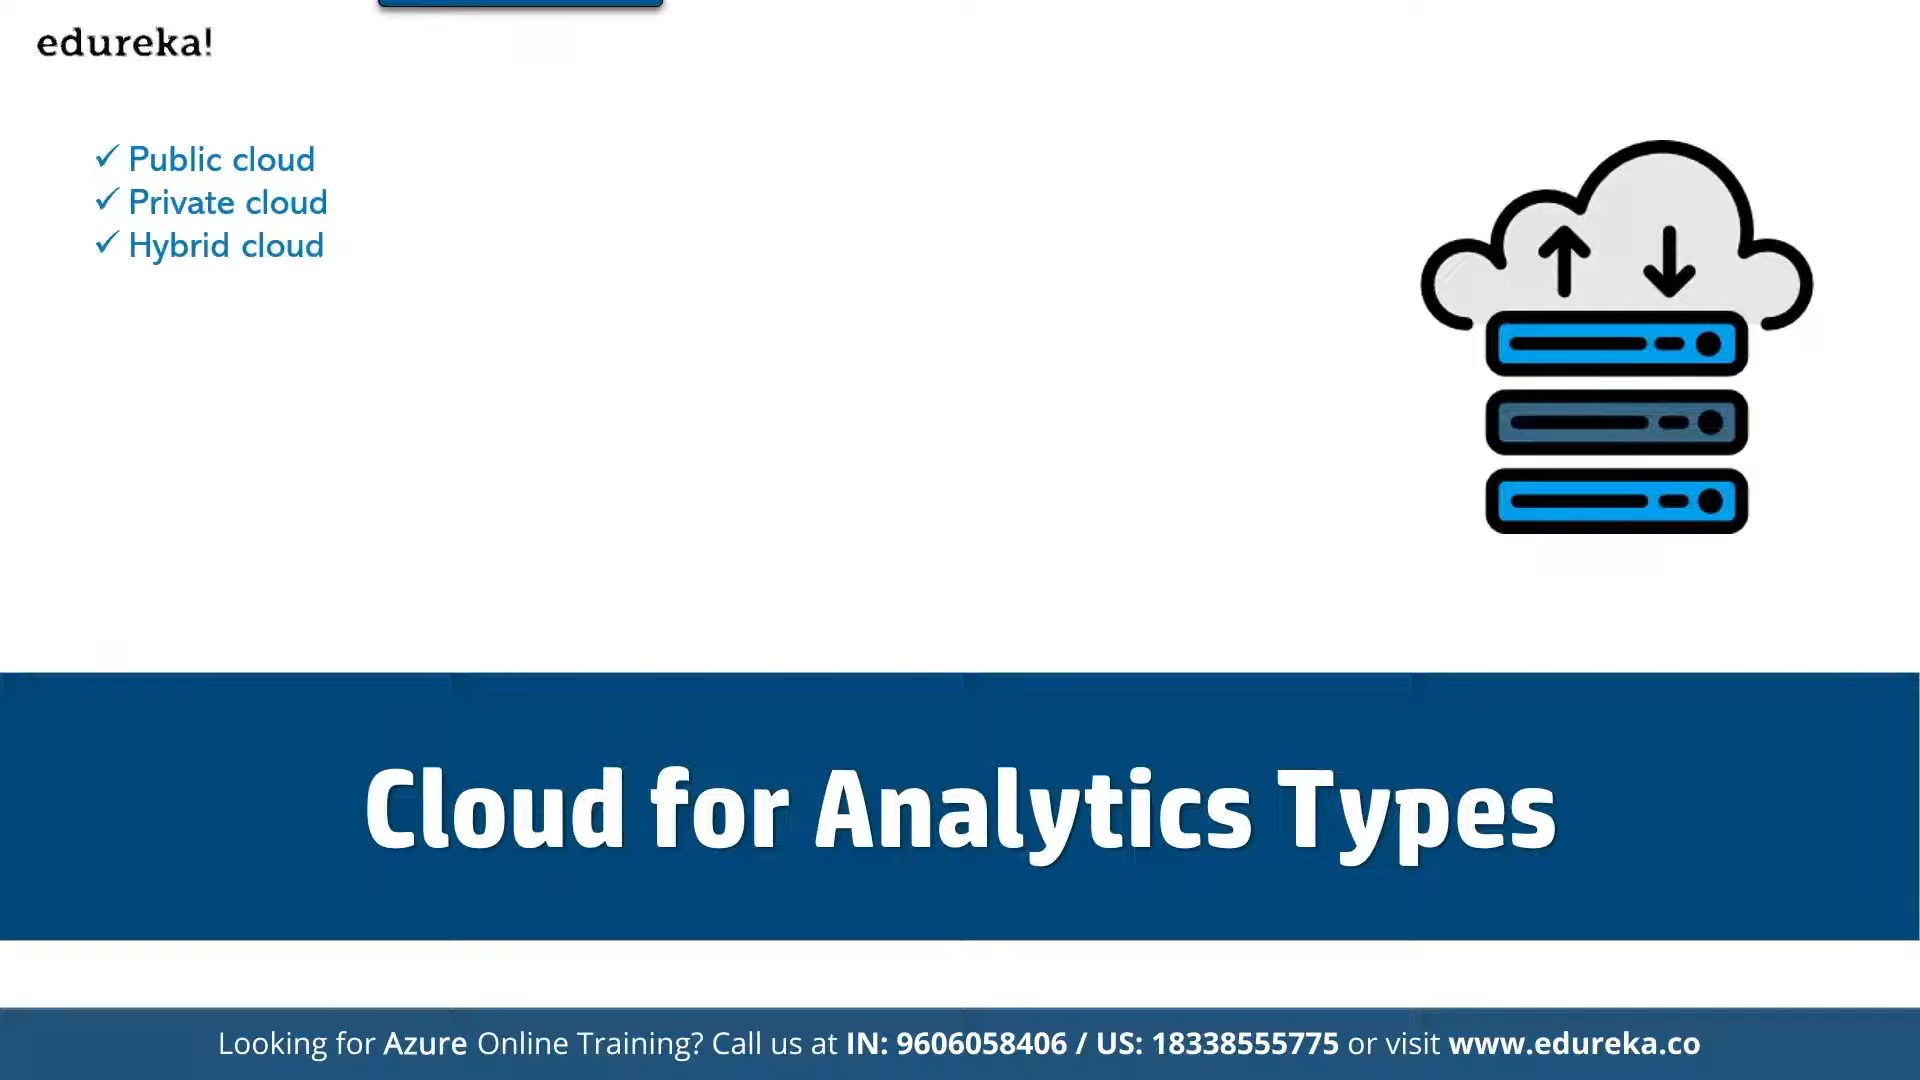 edureka!
✓ Public cloud
✓ Private cloud
✓ Hybrid cloud
Cloud for Analytics Types
Looking for Azure Online Training? Call us at IN: 9606058406 / US: 18338555775 or visit www.edureka.co